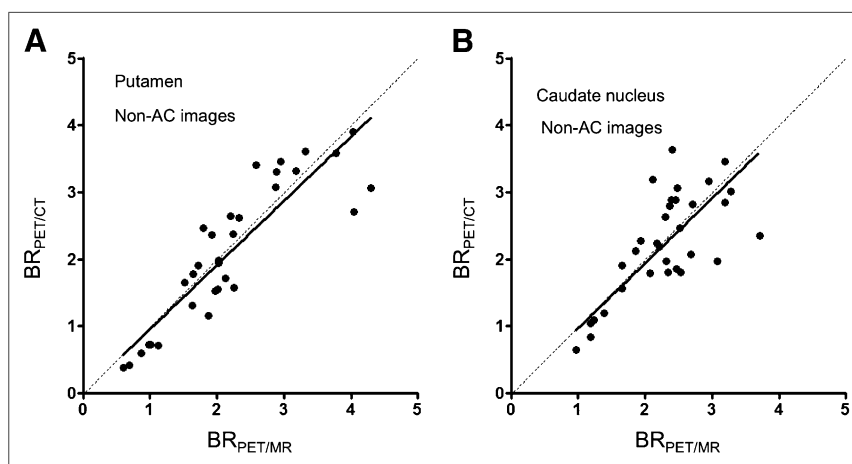 A
Putamen
Non-AC images
BRPET/CT
5
4
3
2
1
0
0 1 2 3 4 5
BRPET/MR
B
Caudate nucleus
Non-AC images
BRPET/CT
5
4
3
2
1
0
0 1 2 3 4 5
BRPET/MR